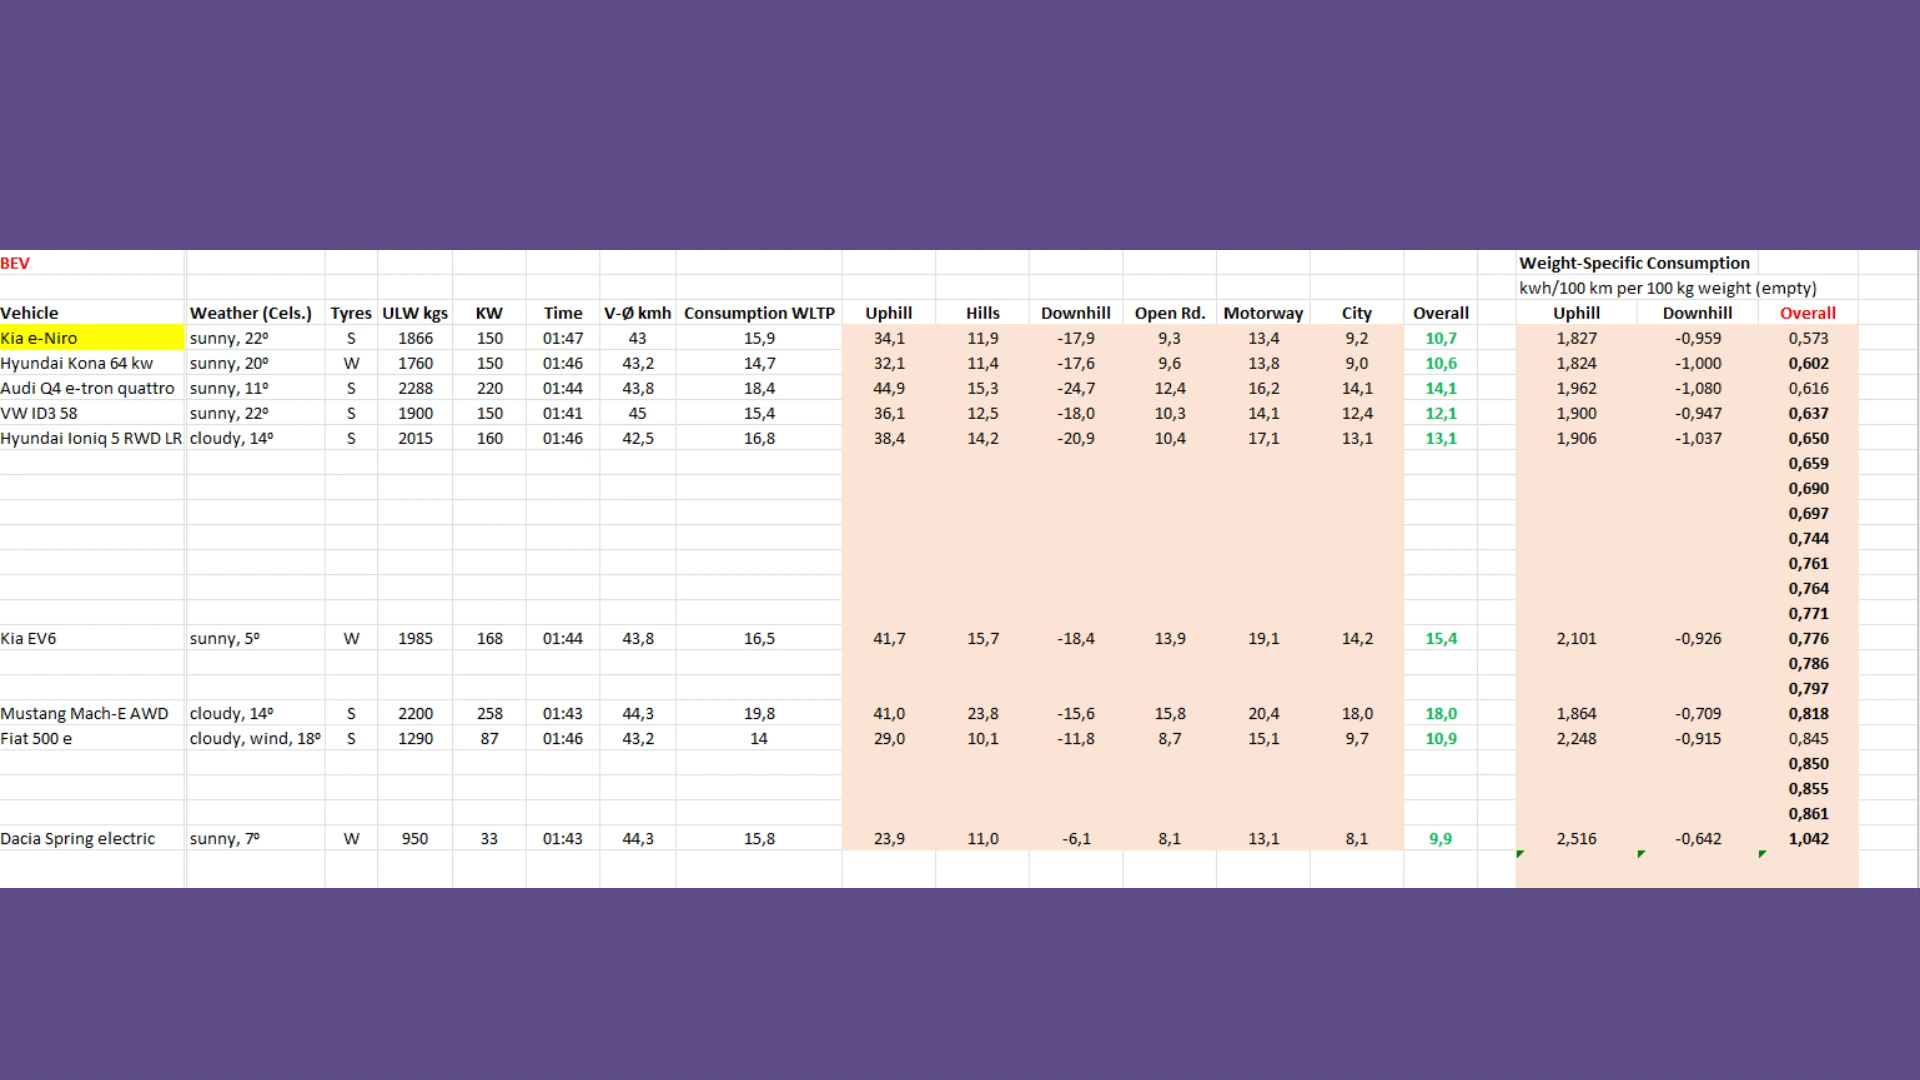 BEV Weight-Specific Consumption
kwh/100 km per 100 kg weight (empty)
Vehicle Weather (Cels.) Tyres ULW kgs KW Time V-Ø kmh Consumption WLTP Uphill Hills Downhill Open Rd. Motorway City Overall Uphill Downhill Overall
Kia e-Niro sunny, 22º S 1866 150 01:47 43 15,9 34,1 11,9 -17,9 9,3 13,4 9,2 10,7 1,827 -0,959 0,573
Hyundai Kona 64 kw sunny, 20º W 1760 150 01:46 43,2 14,7 32,1 11,4 -17,6 9,6 13,8 9,0 10,6 1,824 -1,000 0,602
Audi Q4 e-tron quattro sunny, 11º S 2288 220 01:44 43,8 18,4 44,9 15,3 -24,7 12,4 16,2 14,1 14,1 1,962 -1,080 0,616
VW ID3 58 sunny, 22º S 1900 150 01:41 45 15,4 36,1 12,5 -18,0 10,3 14,1 12,4 12,1 1,900 -0,947 0,637
Hyundai Ioniq 5 RWD LR cloudy, 14º S 2015 160 01:46 42,5 16,8 38,4 14,2 -20,9 10,4 17,1 13,1 13,1 1,906 -1,037 0,650
0,659
0,690
0,697
0,744
0,761
0,764
0,771
Kia EV6 sunny, 5º W 1985 168 01:44 43,8 16,5 41,7 15,7 -18,4 13,9 19,1 14,2 15,4 2,101 -0,926 0,776
0,786
0,797
Mustang Mach-E AWD cloudy, 14º S 2200 258 01:43 44,3 19,8 41,0 23,8 -15,6 15,8 20,4 18,0 18,0 1,864 -0,709 0,818
Fiat 500 e cloudy, wind, 18º S 1290 87 01:46 43,2 14 29,0 10,1 -11,8 8,7 15,1 9,7 10,9 2,248 -0,915 0,845
0,850
0,855
0,861
Dacia Spring electric sunny, 7º W 950 33 01:43 44,3 15,8 23,9 11,0 -6,1 8,1 13,1 8,1 9,9 2,516 -0,642 1,042